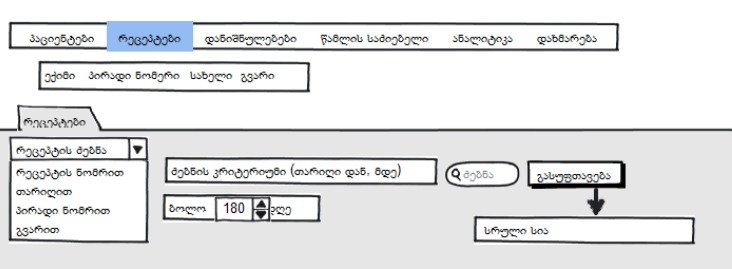 პაციენტები რეცეპტები დანიშნულებები წამლის საძიებელი ანალიტიკა დახმარება
ექიმი პირადი ნომერი სახელი გვარი
რეცეპტები
რეცეპტის ძებნა
რეცეპტის ნომრით
თარიღით
პირადი ნომრით
გვარით
ძებნის კრიტერიუმი (თარიღი დან, მდე)
ძებნა
გასუფთავება
ბოლო 180 დღე
სრული სია